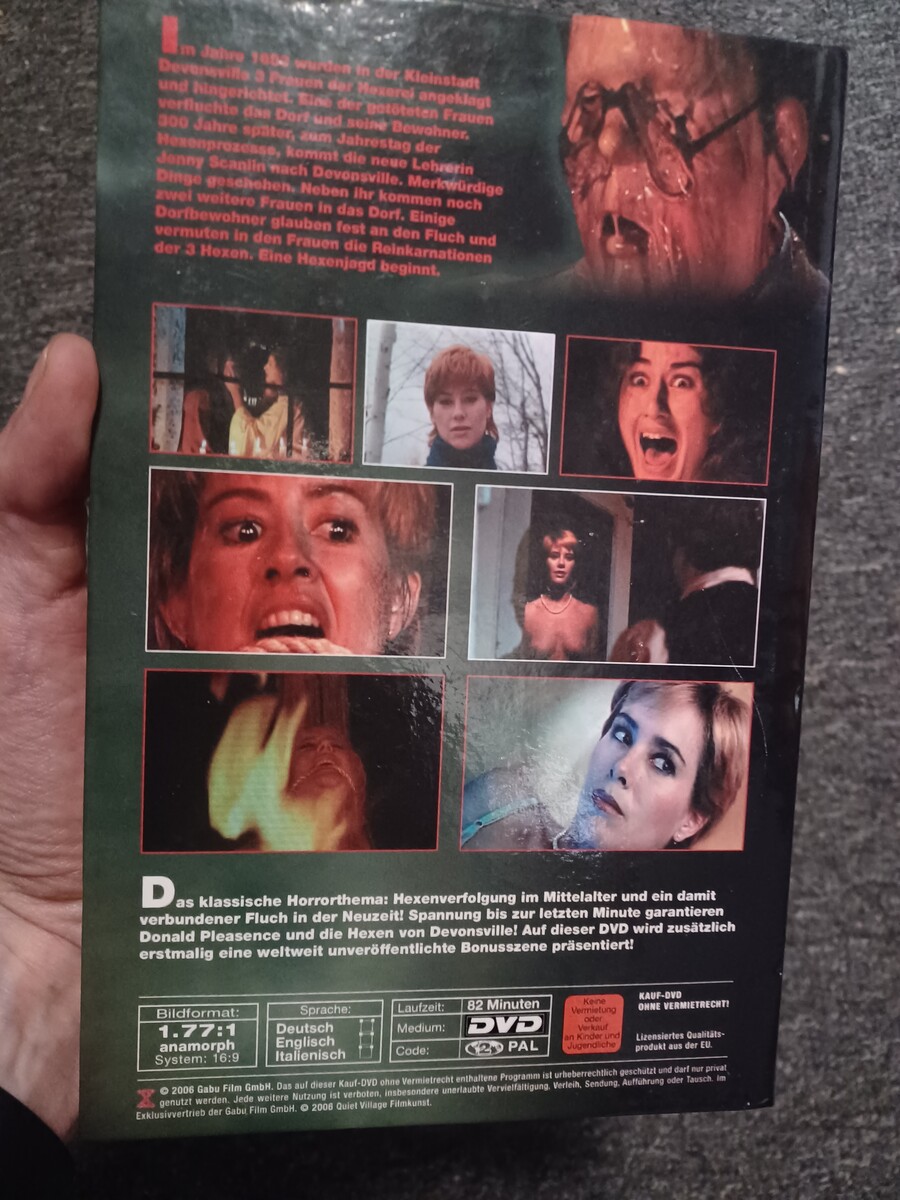 Im Jahre 1683 wurden in der Kleinstadt
Devonsville 3 Frauen der Hexerei angeklagt
und hingerichtet. Eine der getöteten Frauen
verfluchte das Dorf und seine Bewohner.
300 Jahre später, zum Jahrestag der
Hexenprozesse, kommt die neue Lehrerin
Jenny Scanlin nach Devonsville. Merkwürdige
Dinge geschehen. Neben ihr kommen noch
zwei weitere Frauen in das Dorf. Einige
Dorfbewohner glauben fest an den Fluch und
vermuten in den Frauen die Reinkarnationen
der 3 Hexen. Eine Hexenjagd beginnt.
Das klassische Horrorthema: Hexenverfolgung im Mittelalter und ein damit
verbundener Fluch in der Neuzeit! Spannung bis zur letzten Minute garantieren
Donald Pleasence und die Hexen von Devonsville! Auf dieser DVD wird zusätzlich
erstmalig eine weltweit unveröffentlichte Bonusszene präsentiert!
Bildformat:
1.77:1
anamorph
System: 16:9
Sprache:
Deutsch
Englisch
Italienisch
Laufzeit: 82 Minuten
Medium: DVD
Code: 2 PAL
Keine
Vermietung
oder
Verkauf
an Kinder und
Jugendliche
KAUF-DVD
OHNE VERMIETRECHT!
Lizensiertes Qualitäts-
produkt aus der EU.
© 2006 Gabu Film GmbH. Das auf dieser Kauf-DVD ohne Vermietrecht enthaltene Programm ist urheberrechtlich geschützt und darf nur privat
genutzt werden. Jede weitere Nutzung ist verboten, insbesondere unerlaubte Vervielfältigung, Verleih, Sendung, Aufführung oder Tausch. Im
Exklusivvertrieb der Gabu Film GmbH. © 2006 Quiet Village Filmkunst.